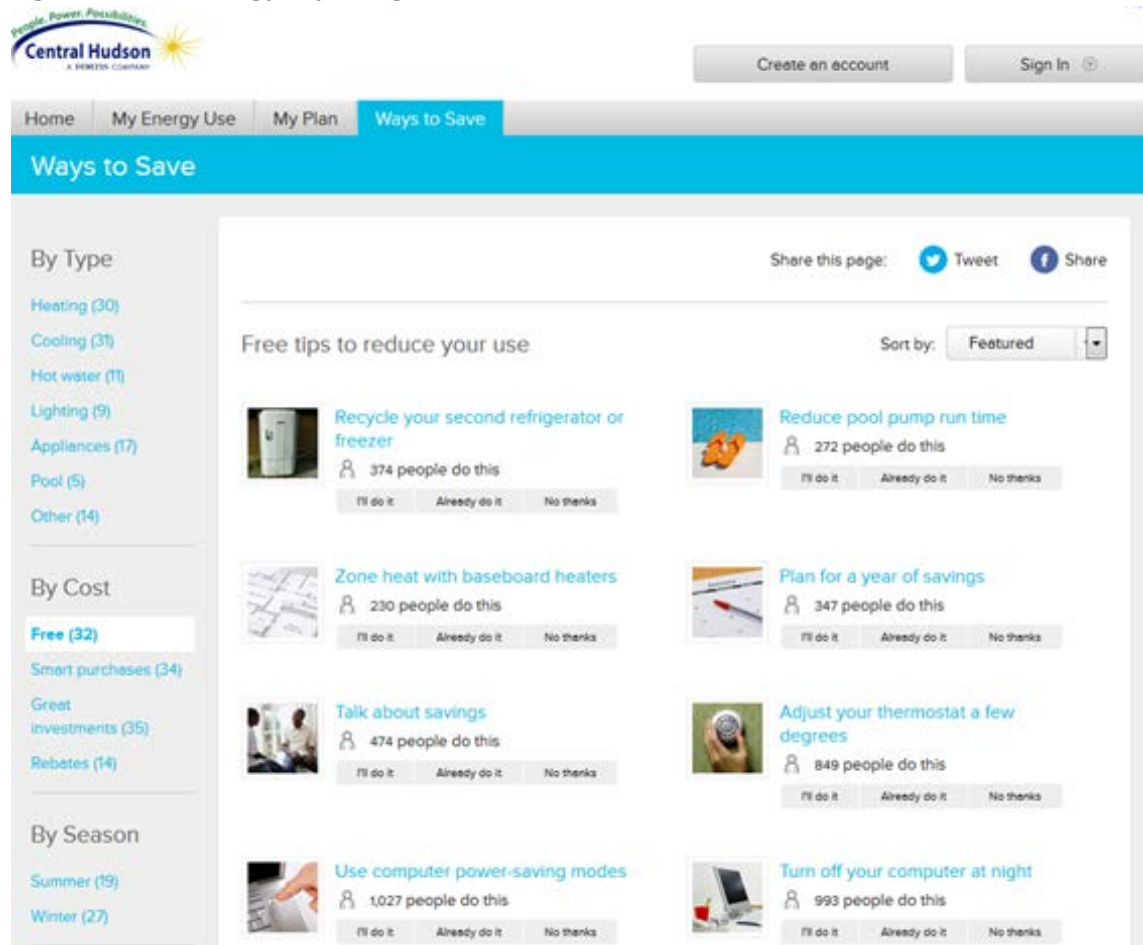 People. Power. Possibilities.
Central Hudson
A FORTIS COMPANY
Create an account
Sign In
Home
My Energy Use
My Plan
Ways to Save
Ways to Save
By Type
Heating (30)
Cooling (31)
Hot water (11)
Lighting (9)
Appliances (17)
Pool (5)
Other (14)
By Cost
Free (32)
Smart purchases (34)
Great
investments (35)
Rebates (14)
By Season
Summer (19)
Winter (27)
Share this page:
Tweet
Share
Free tips to reduce your use
Sort by:
Featured
Recycle your second refrigerator or
freezer
374 people do this
I'll do it
Already do it
No thanks
Reduce pool pump run time
272 people do this
I'll do it
Already do it
No thanks
Zone heat with baseboard heaters
230 people do this
I'll do it
Already do it
No thanks
Plan for a year of savings
347 people do this
I'll do it
Already do it
No thanks
Talk about savings
474 people do this
I'll do it
Already do it
No thanks
Adjust your thermostat a few
degrees
849 people do this
I'll do it
Already do it
No thanks
Use computer power-saving modes
1,027 people do this
I'll do it
Already do it
No thanks
Turn off your computer at night
993 people do this
I'll do it
Already do it
No thanks